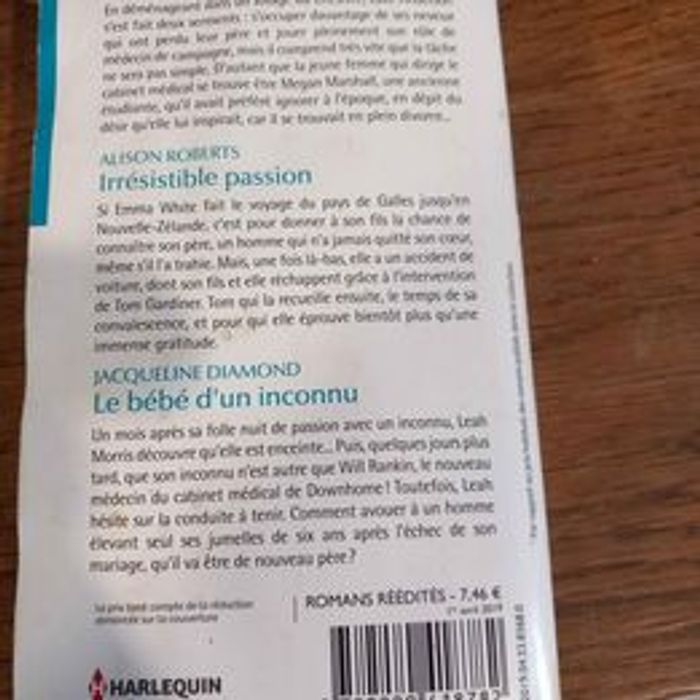 s'est fait deux serments : s'occuper davantage de ses neveux
qui ont perdu leur père et jouer pleinement son rôle de
médecin de campagne, mais il comprend très vite que la tâche
ne sera pas simple. D'autant que la jeune femme qui dirige le
cabinet médical se trouve être Megan Marshall, une ancienne
étudiante, qu'il avait préféré ignorer à l'époque, en dépit du
désir qu'elle lui inspirait, car il se trouvait en plein divorce...
ALISON ROBERTS
Irrésistible passion
Si Emma White fait le voyage du pays de Galles jusqu'en
Nouvelle-Zélande, c'est pour donner à son fils la chance de
connaître son père, un homme qui n'a jamais quitté son cœur,
même s'il l'a trahie. Mais, une fois là-bas, elle a un accident de
voiture, dont son fils et elle réchappent grâce à l'intervention
de Tom Gardiner. Tom qui la recueille ensuite, le temps de sa
convalescence, et pour qui elle éprouve bientôt plus qu'une
immense gratitude.
JACQUELINE DIAMOND
Le bébé d'un inconnu
Un mois après sa folle nuit de passion avec un inconnu, Leah
Morris découvre qu'elle est enceinte... Puis, quelques jours plus
tard, que son inconnu n'est autre que Will Rankin, le nouveau
médecin du cabinet médical de Downhome ! Toutefois, Leah
hésite sur la conduite à tenir. Comment avouer à un homme
élevant seul ses jumelles de six ans après l'échec de son
mariage, qu'il va être de nouveau père ?
ROMANS RÉÉDITÉS - 7,46 €
1er avril 2019
Le prix tient compte de la réduction
annoncée sur la couverture
HARLEQUIN